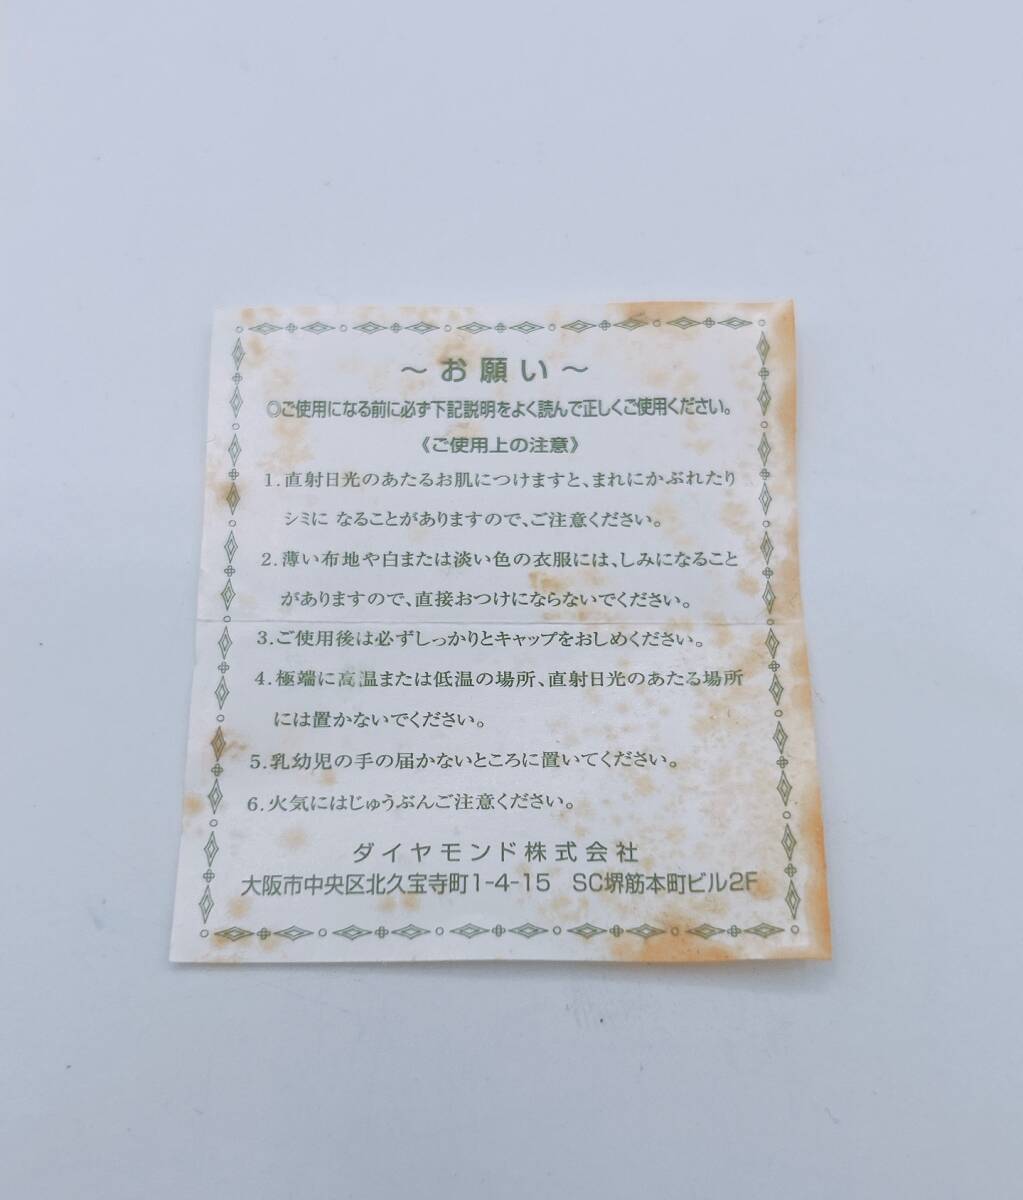 ～お願い～
◎ご使用になる前に必ず下記説明をよく読んで正しくご使用ください。
《ご使用上の注意》
1.直射日光のあたるお肌につけますと、まれにかぶれたり
シミに なることがありますので、ご注意ください。
2.薄い布地や白または淡い色の衣服には、しみになること
がありますので、直接おつけにならないでください。
3.ご使用後は必ずしっかりとキャップをおしめください。
4.極端に高温または低温の場所、直射日光のあたる場所
には置かないでください。
5.乳幼児の手の届かないところに置いてください。
6.火気にはじゅうぶんご注意ください。
ダイヤモンド株式会社
大阪市中央区北久宝寺町1-4-15 SC堺筋本町ビル2F